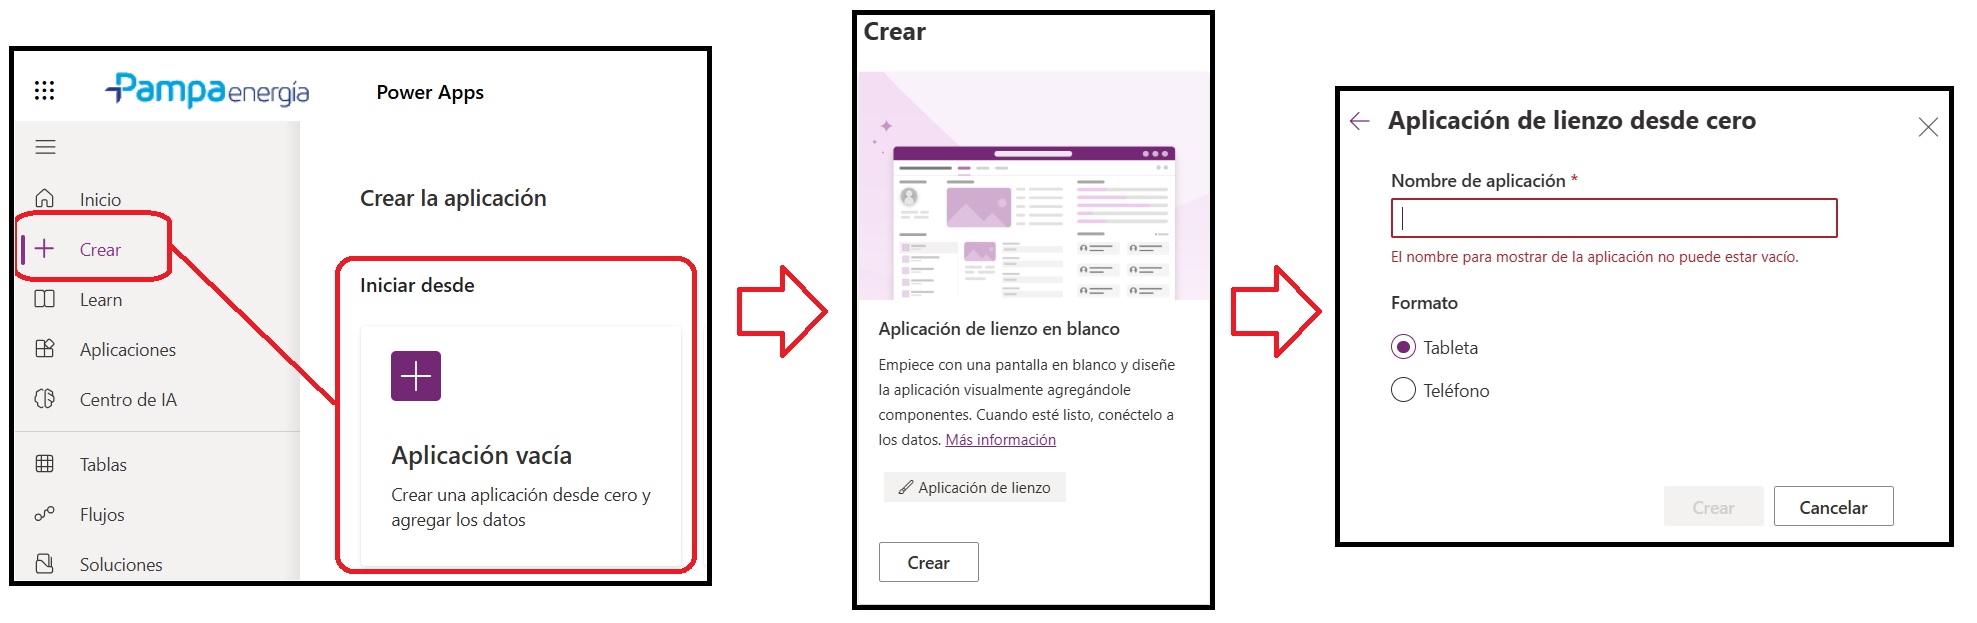 Pampa energía
Power Apps
Inicio
Crear
Learn
Aplicaciones
Centro de IA
Tablas
Flujos
Soluciones
Crear la aplicación
Iniciar desde
Aplicación vacía
Crear una aplicación desde cero y
agregar los datos
Crear
Aplicación de lienzo en blanco
Empiece con una pantalla en blanco y diseñe
la aplicación visualmente agregándole
componentes. Cuando esté listo, conéctelo a
los datos. Más información
Aplicación de lienzo
Crear
Aplicación de lienzo desde cero
Nombre de aplicación *
El nombre para mostrar de la aplicación no puede estar vacío.
Formato
Tableta
Teléfono
Crear
Cancelar